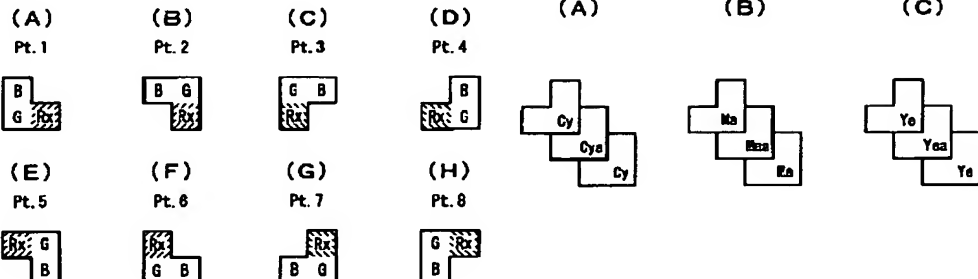 (A) (B) (C) (D)
Pt.1 Pt.2 Pt.3 Pt.4
B B G G B B
G Rx Rx Rx Rx G
(E) (F) (G) (H)
Pt.5 Pt.6 Pt.7 Pt.8
Rx G Rx Rx G Rx
B G B B G B
(A) (B) (C)
Cy Ma Ye
Cya Maa Yea
Cy Ma Ye